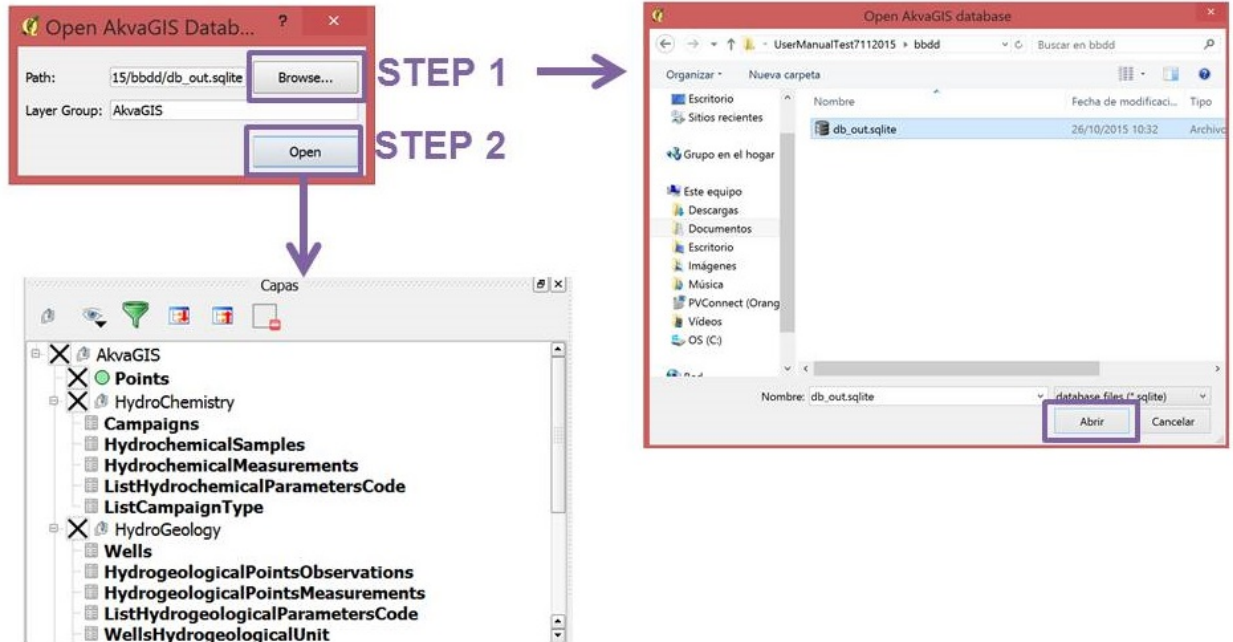 Open AkvaGIS Datab... ? ×
Path: 15/bbdd/db_out.sqlite Browse...
Layer Group: AkvaGIS
Open
STEP 1
STEP 2
Open AkvaGIS database
UserManualTest7112015 bbdd
Buscar en bbdd
Organizar
Nueva carpeta
Escritorio
Sitios recientes
Grupo en el hogar
Este equipo
Descargas
Documentos
Escritorio
Imágenes
Música
PVConnect (Orang
Vídeos
OS (C:)
Nombre Fecha de modificaci... Tipo
db_out.sqlite 26/10/2015 10:32 Archivo
Nombre: db_out.sqlite database files (*.sqlite)
Abrir Cancelar
Capas
AkvaGIS
Points
HydroChemistry
Campaigns
HydrochemicalSamples
HydrochemicalMeasurements
ListHydrochemicalParametersCode
ListCampaignType
HydroGeology
Wells
HydrogeologicalPointsObservations
HydrogeologicalPointsMeasurements
ListHydrogeologicalParametersCode
WellsHydrogeologicalUnit